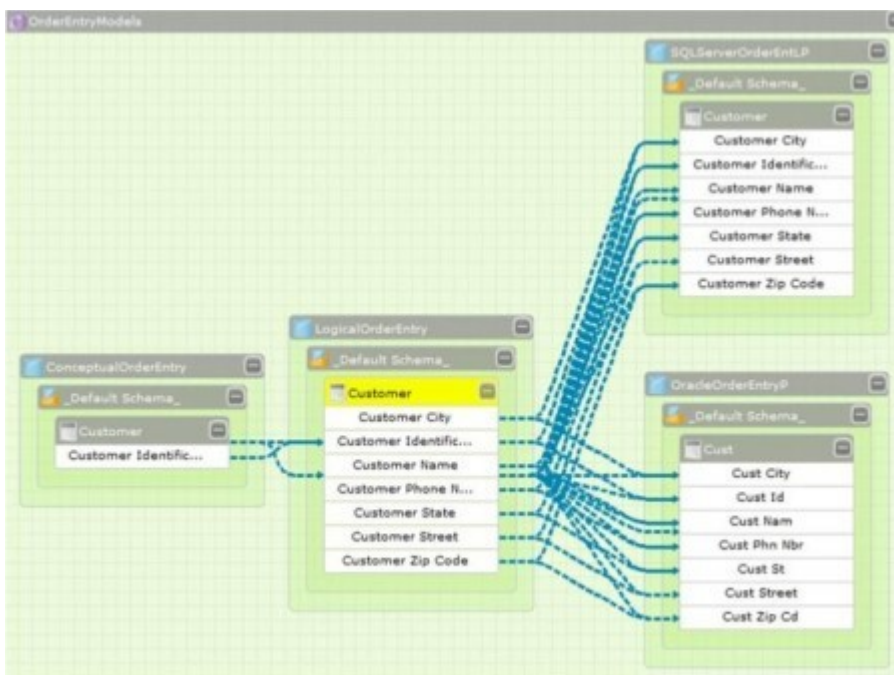 OrderEntryModels
SQLServerOrderEntLP
_Default Schema_
Customer
Customer City
Customer Identific...
Customer Name
Customer Phone N...
Customer State
Customer Street
Customer Zip Code
LogicalOrderEntry
_Default Schema_
Customer
Customer City
Customer Identific...
Customer Name
Customer Phone N...
Customer State
Customer Street
Customer Zip Code
ConceptualOrderEntry
_Default Schema_
Customer
Customer Identific...
OracleOrderEntryP
_Default Schema_
Cust
Cust City
Cust Id
Cust Nam
Cust Phn Nbr
Cust St
Cust Street
Cust Zip Cd